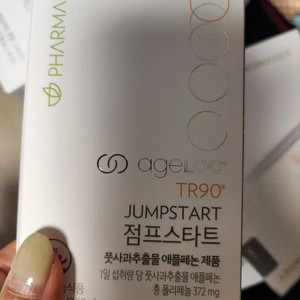 PHARMA
ageLOC
TR90®
JUMPSTART
점프스타트
풋사과추출물 애플페논 제품
1일 섭취량 당 풋사과추출물 애플페논
총 폴리페놀 372 mg